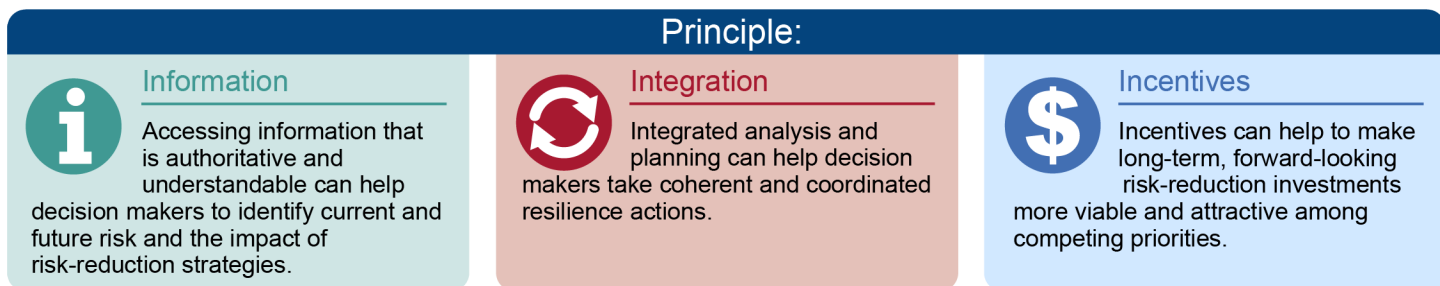 Principle:
Information
Accessing information that
is authoritative and
understandable can help
decision makers to identify current and
future risk and the impact of
risk-reduction strategies.
Integration
Integrated analysis and
planning can help decision
makers take coherent and coordinated
resilience actions.
Incentives
Incentives can help to make
long-term, forward-looking
risk-reduction investments
more viable and attractive among
competing priorities.